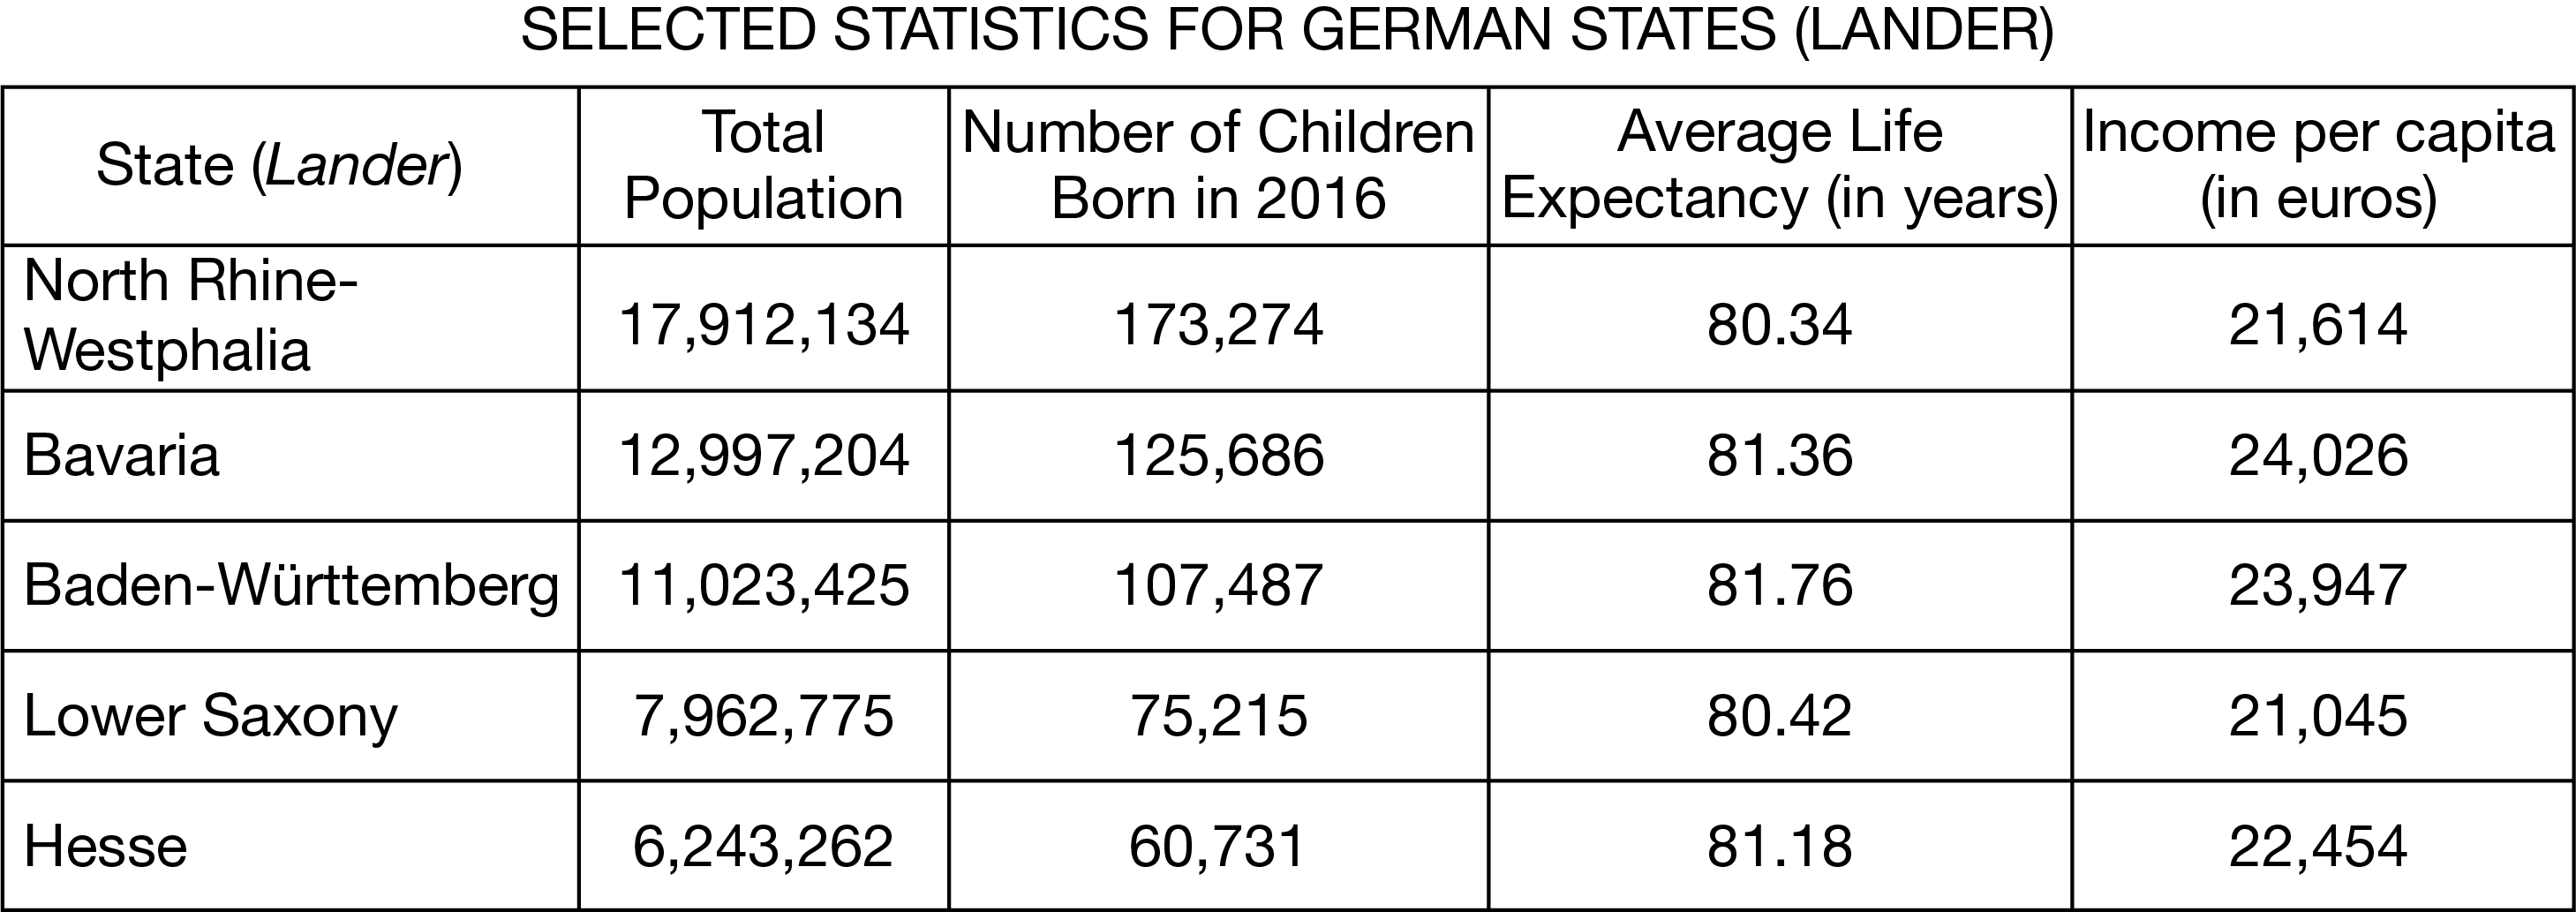 SELECTED STATISTICS FOR GERMAN STATES (LANDER)
State (Lander)
Total
Population
Number of Children
Born in 2016
Average Life
Expectancy (in years)
Income per capita
(in euros)
North Rhine-
Westphalia
17,912,134
173,274
80.34
21,614
Bavaria
12,997,204
125,686
81.36
24,026
Baden-Württemberg
11,023,425
107,487
81.76
23,947
Lower Saxony
7,962,775
75,215
80.42
21,045
Hesse
6,243,262
60,731
81.18
22,454